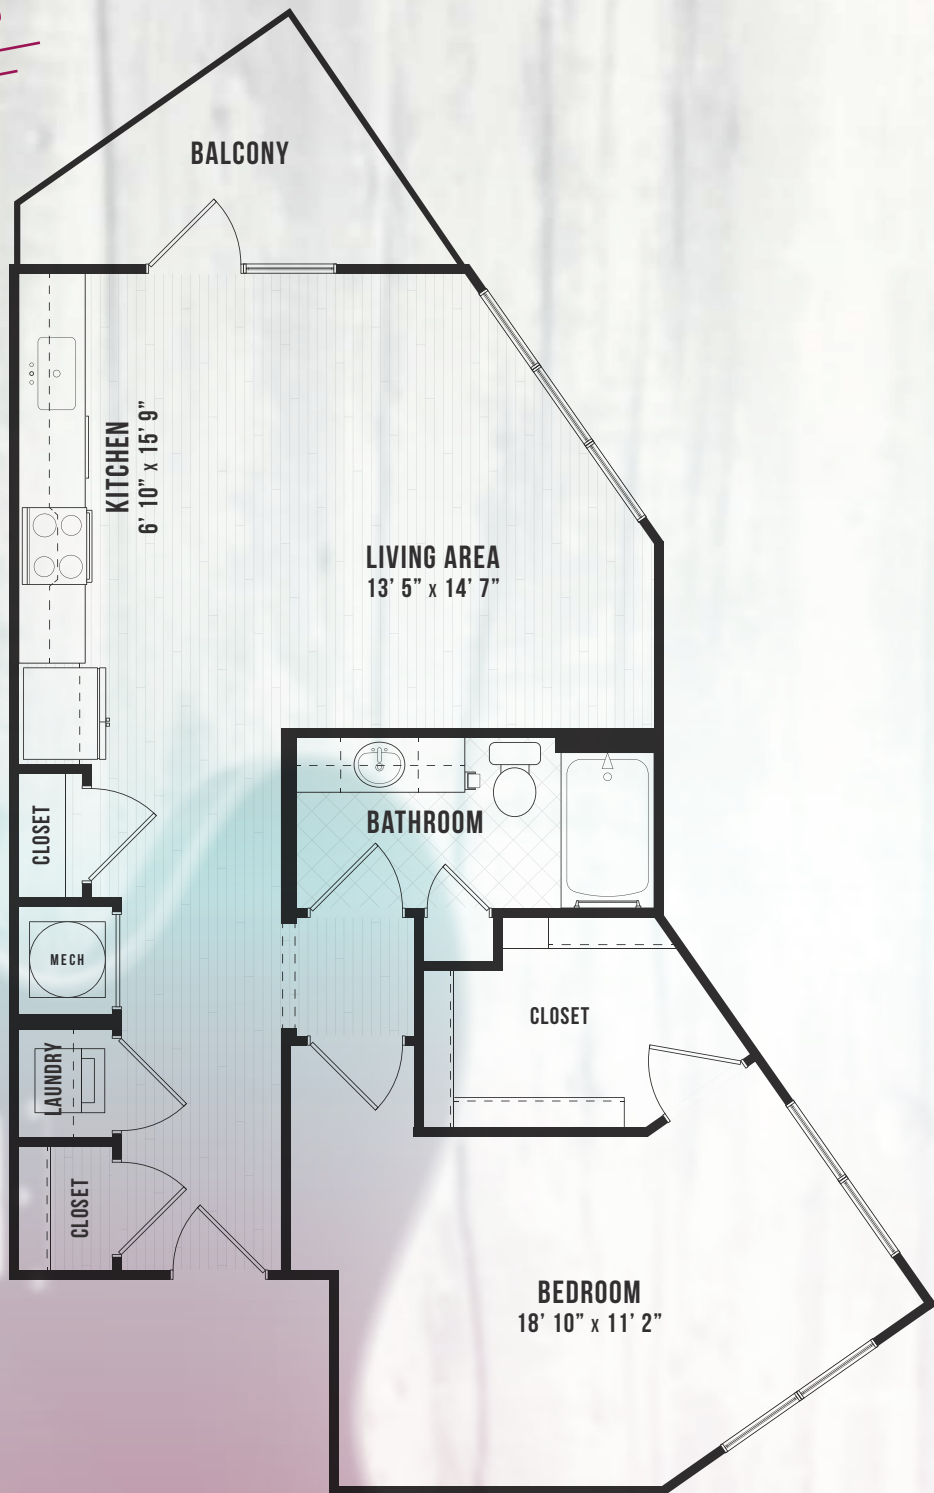 BALCONY
KITCHEN
6’ 10” x 15’ 9”
LIVING AREA
13’ 5” x 14’ 7”
CLOSET
BATHROOM
MECH
CLOSET
LAUNDRY
CLOSET
BEDROOM
18’ 10” x 11’ 2”